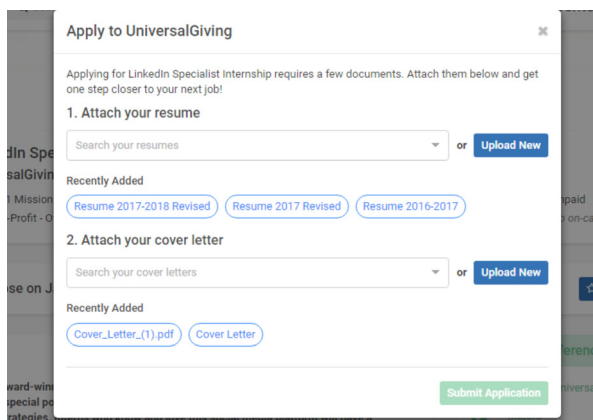 Apply to UniversalGiving
Applying for LinkedIn Specialist Internship requires a few documents. Attach them below and get
one step closer to your next job!
1. Attach your resume
Search your resumes
or
Upload New
Recently Added
Resume 2017-2018 Revised
Resume 2017 Revised
Resume 2016-2017
2. Attach your cover letter
Search your cover letters
or
Upload New
Recently Added
Cover_Letter_(1).pdf
Cover Letter
Submit Application